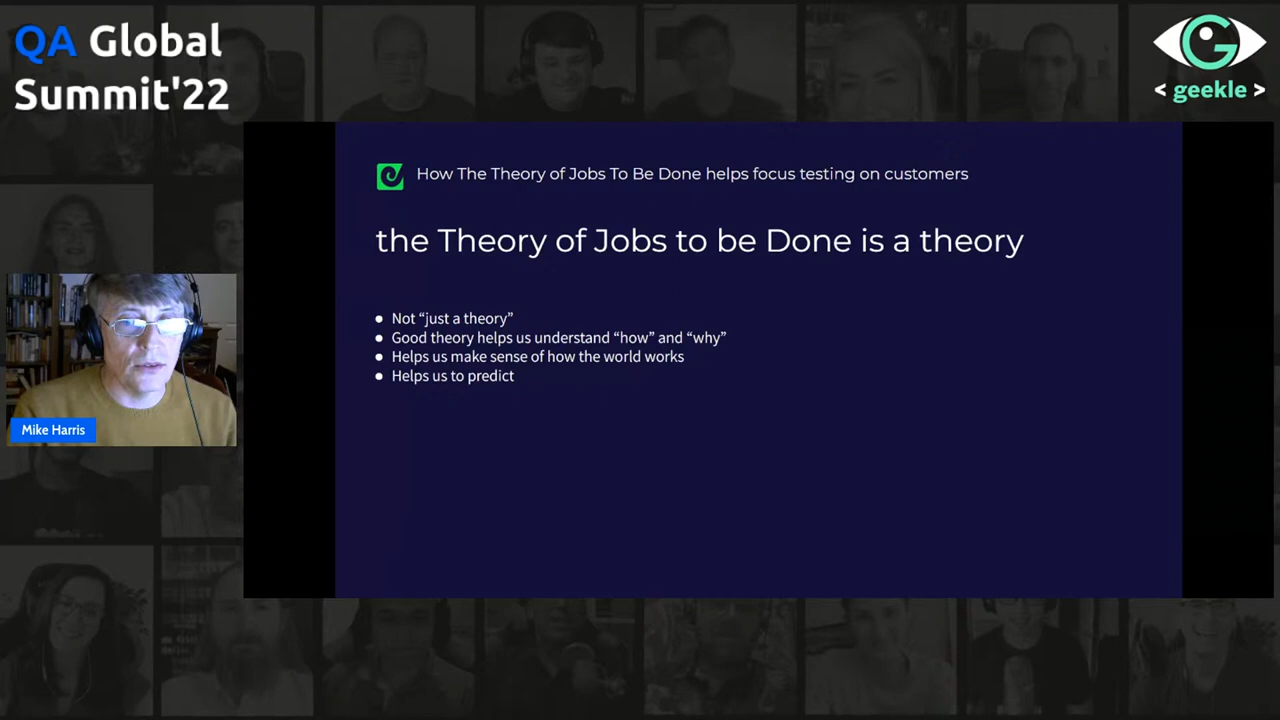 QA Global
Summit'22
< geekle >
How The Theory of Jobs To Be Done helps focus testing on customers
the Theory of Jobs to be Done is a theory
Not “just a theory”
Good theory helps us understand “how” and “why”
Helps us make sense of how the world works
Helps us to predict
Mike Harris